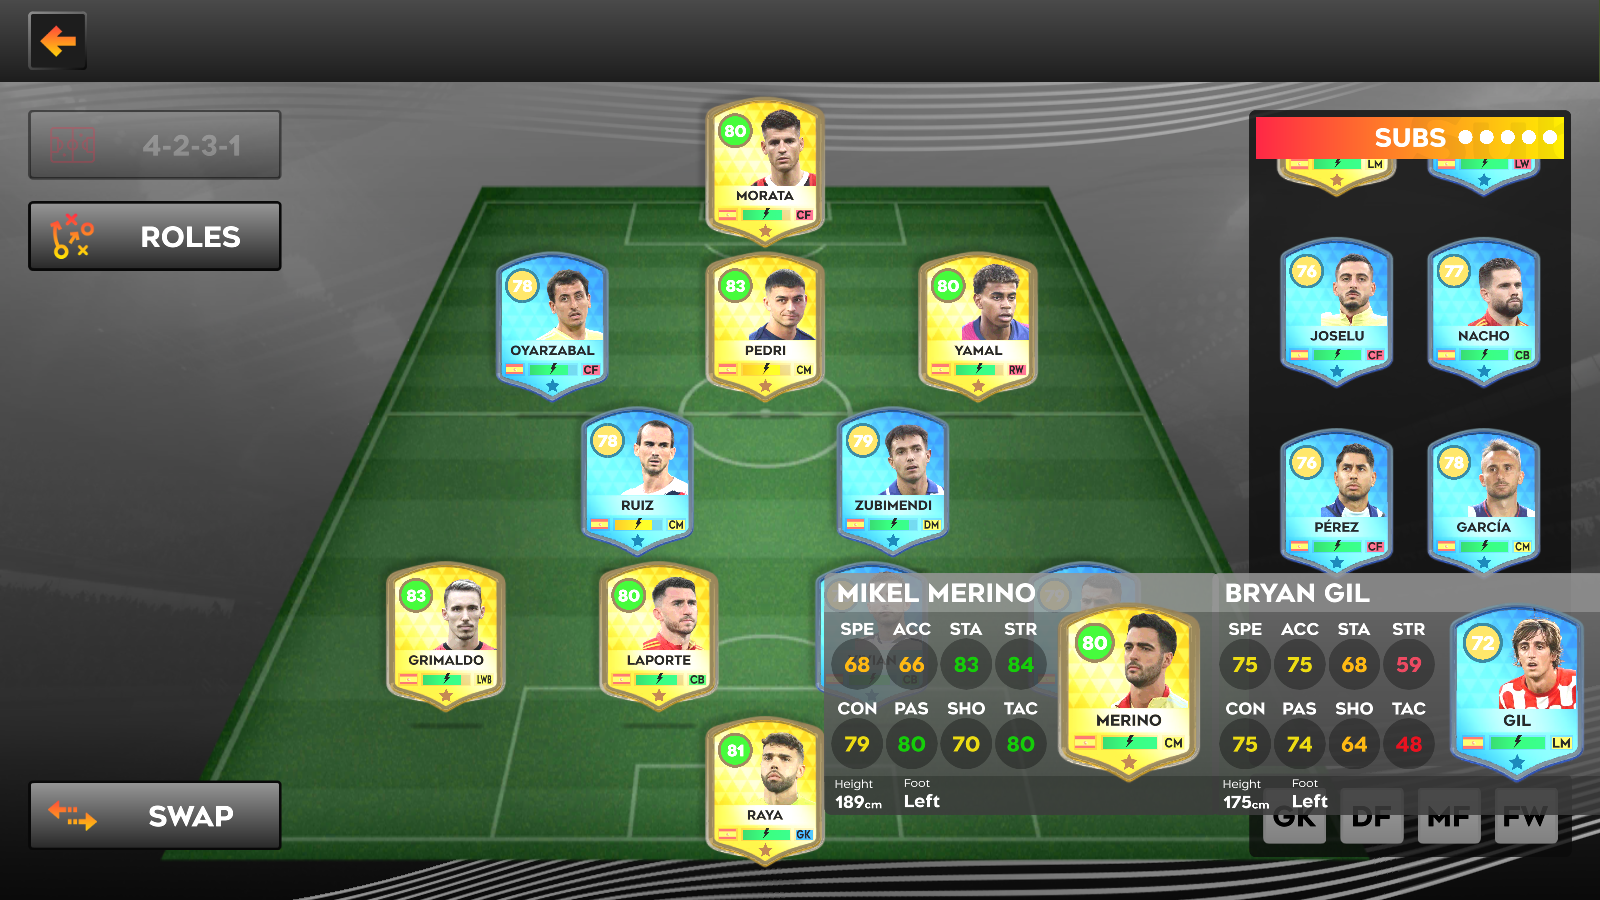 4-2-3-1
ROLES
SWAP
80
MORATA
CF
78
OYARZABAL
CF
83
PEDRI
CM
80
YAMAL
RW
78
RUIZ
CM
79
ZUBIMENDI
DM
83
GRIMALDO
LWB
80
LAPORTE
CB
VIVIAN
CB
81
RAYA
GK
SUBS
LM
LW
76
JOSELU
CF
77
NACHO
CB
76
PÉREZ
CF
78
GARCÍA
CM
MIKEL MERINO
SPE ACC STA STR
68 66 83 84
CON PAS SHO TAC
79 80 70 80
Height Foot
189cm Left
80
MERINO
CM
BRYAN GIL
SPE ACC STA STR
75 75 68 59
CON PAS SHO TAC
75 74 64 48
Height Foot
175cm Left
72
GIL
LM
GK DF MF FW